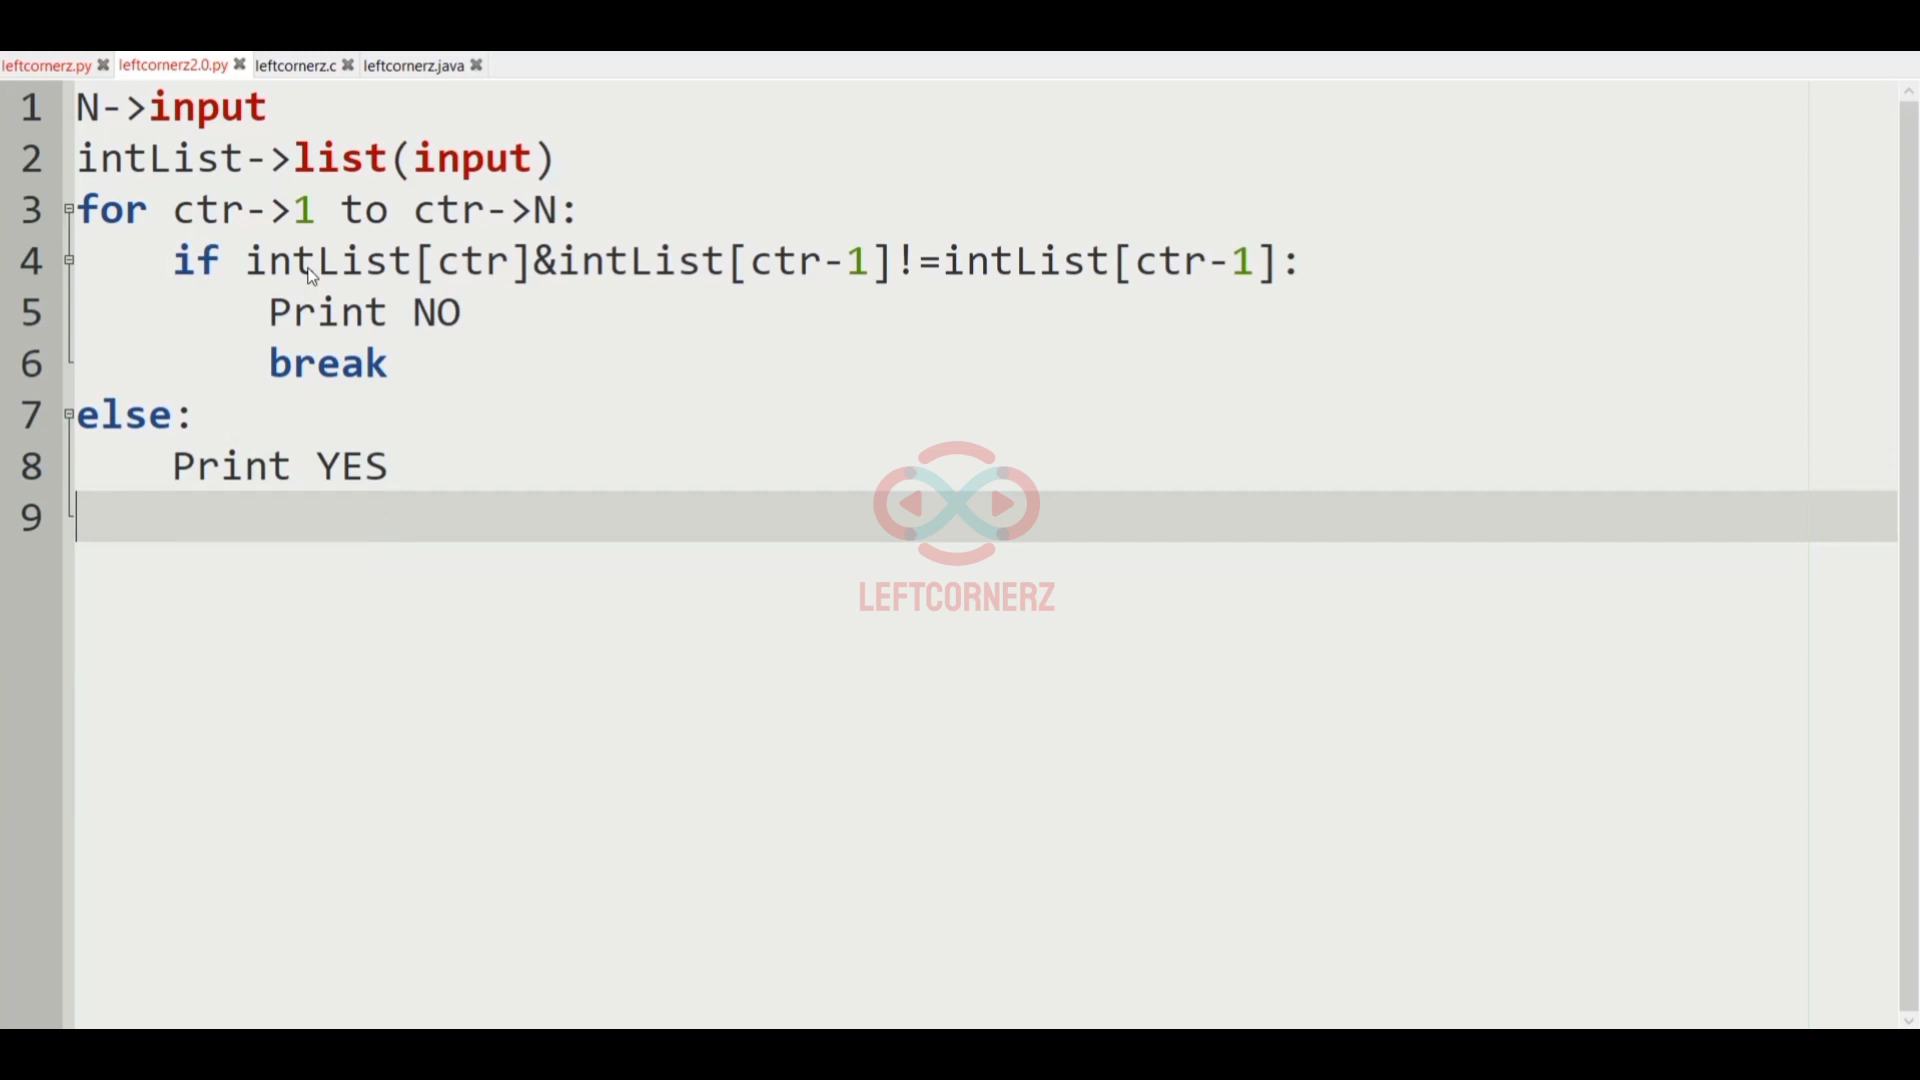 leftcornerz.py leftcornerz2.0.py leftcornerz.c leftcornerz.java
1 N->input
2 intList->list(input)
3 for ctr->1 to ctr->N:
4 if intList[ctr]&intList[ctr-1]!=intList[ctr-1]:
5 Print NO
6 break
7 else:
8 Print YES
9
LEFTCORNERZ